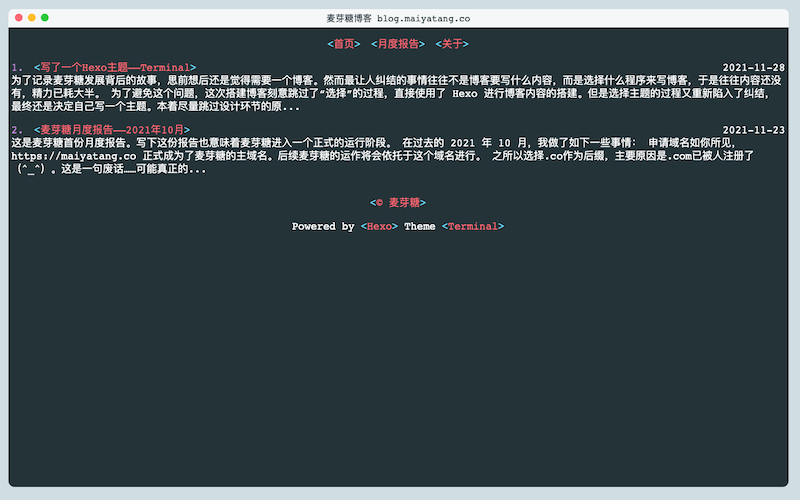 麦芽糖博客 blog.maiyatang.co
<首页> <月度报告> <关于>
1. <写了一个Hexo主题——Terminal> 2021-11-28
为了记录麦芽糖发展背后的故事，思前想后还是觉得需要一个博客。然而最让人纠结的事情往往不是博客要写什么内容，而是选择什么程序来写博客，于是往往内容还没
有，精力已耗大半。 为了避免这个问题，这次搭建博客刻意跳过了“选择”的过程，直接使用了 Hexo 进行博客内容的搭建。但是选择主题的过程又重新陷入了纠结，
最终还是决定自己写一个主题。本着尽量跳过设计环节的原...
2. <麦芽糖月度报告——2021年10月> 2021-11-23
这是麦芽糖首份月度报告。写下这份报告也意味着麦芽糖进入一个正式的运行阶段。 在过去的 2021 年 10 月，我做了如下一些事情： 申请域名如你所见，
https://maiyatang.co 正式成为了麦芽糖的主域名。后续麦芽糖的运作将会依托于这个域名进行。 之所以选择.co作为后缀，主要原因是.com已被人注册了
（^_^）。这是一句废话……可能真正的...
<© 麦芽糖>
Powered by <Hexo> Theme <Terminal>